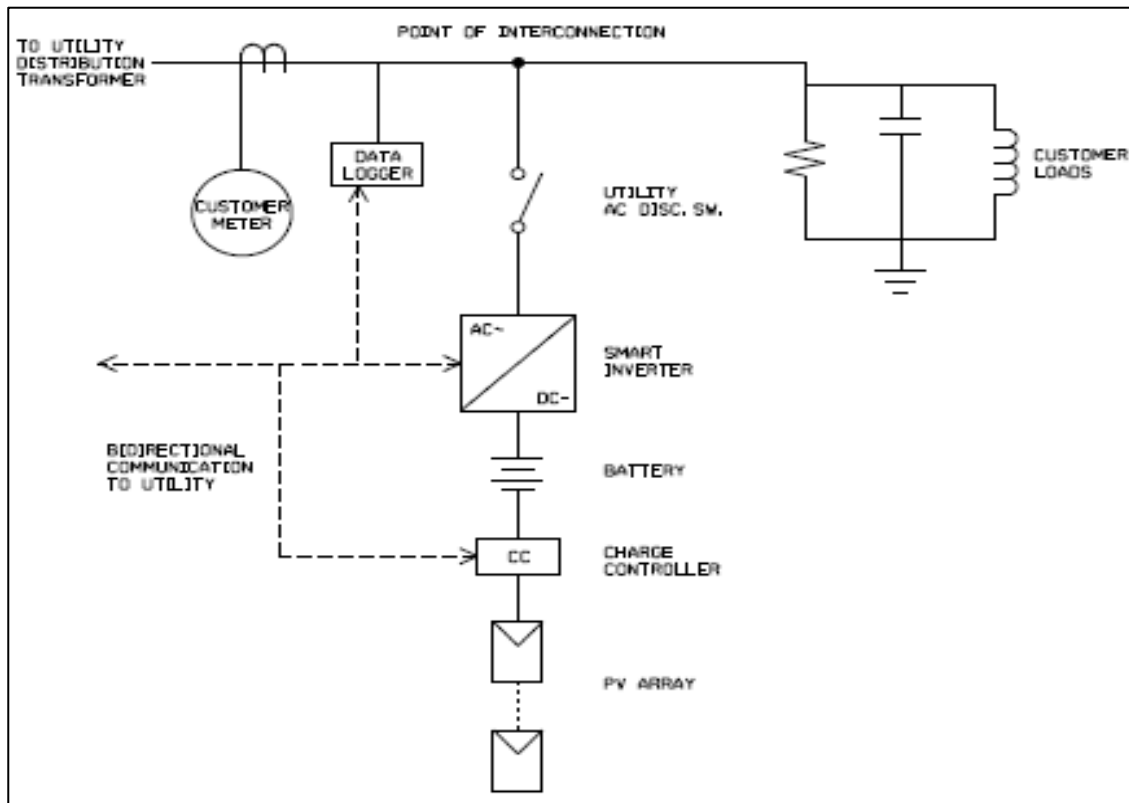 POINT OF INTERCONNECTION
TO UTILITY
DISTRIBUTION
TRANSFORMER
DATA
LOGGER
CUSTOMER
LOADS
CUSTOMER
METER
UTILITY
AC DISC. SW.
AC~
SMART
INVERTER
DC-
BIDIRECTIONAL
COMMUNICATION
TO UTILITY
BATTERY
CC
CHARGE
CONTROLLER
PV ARRAY